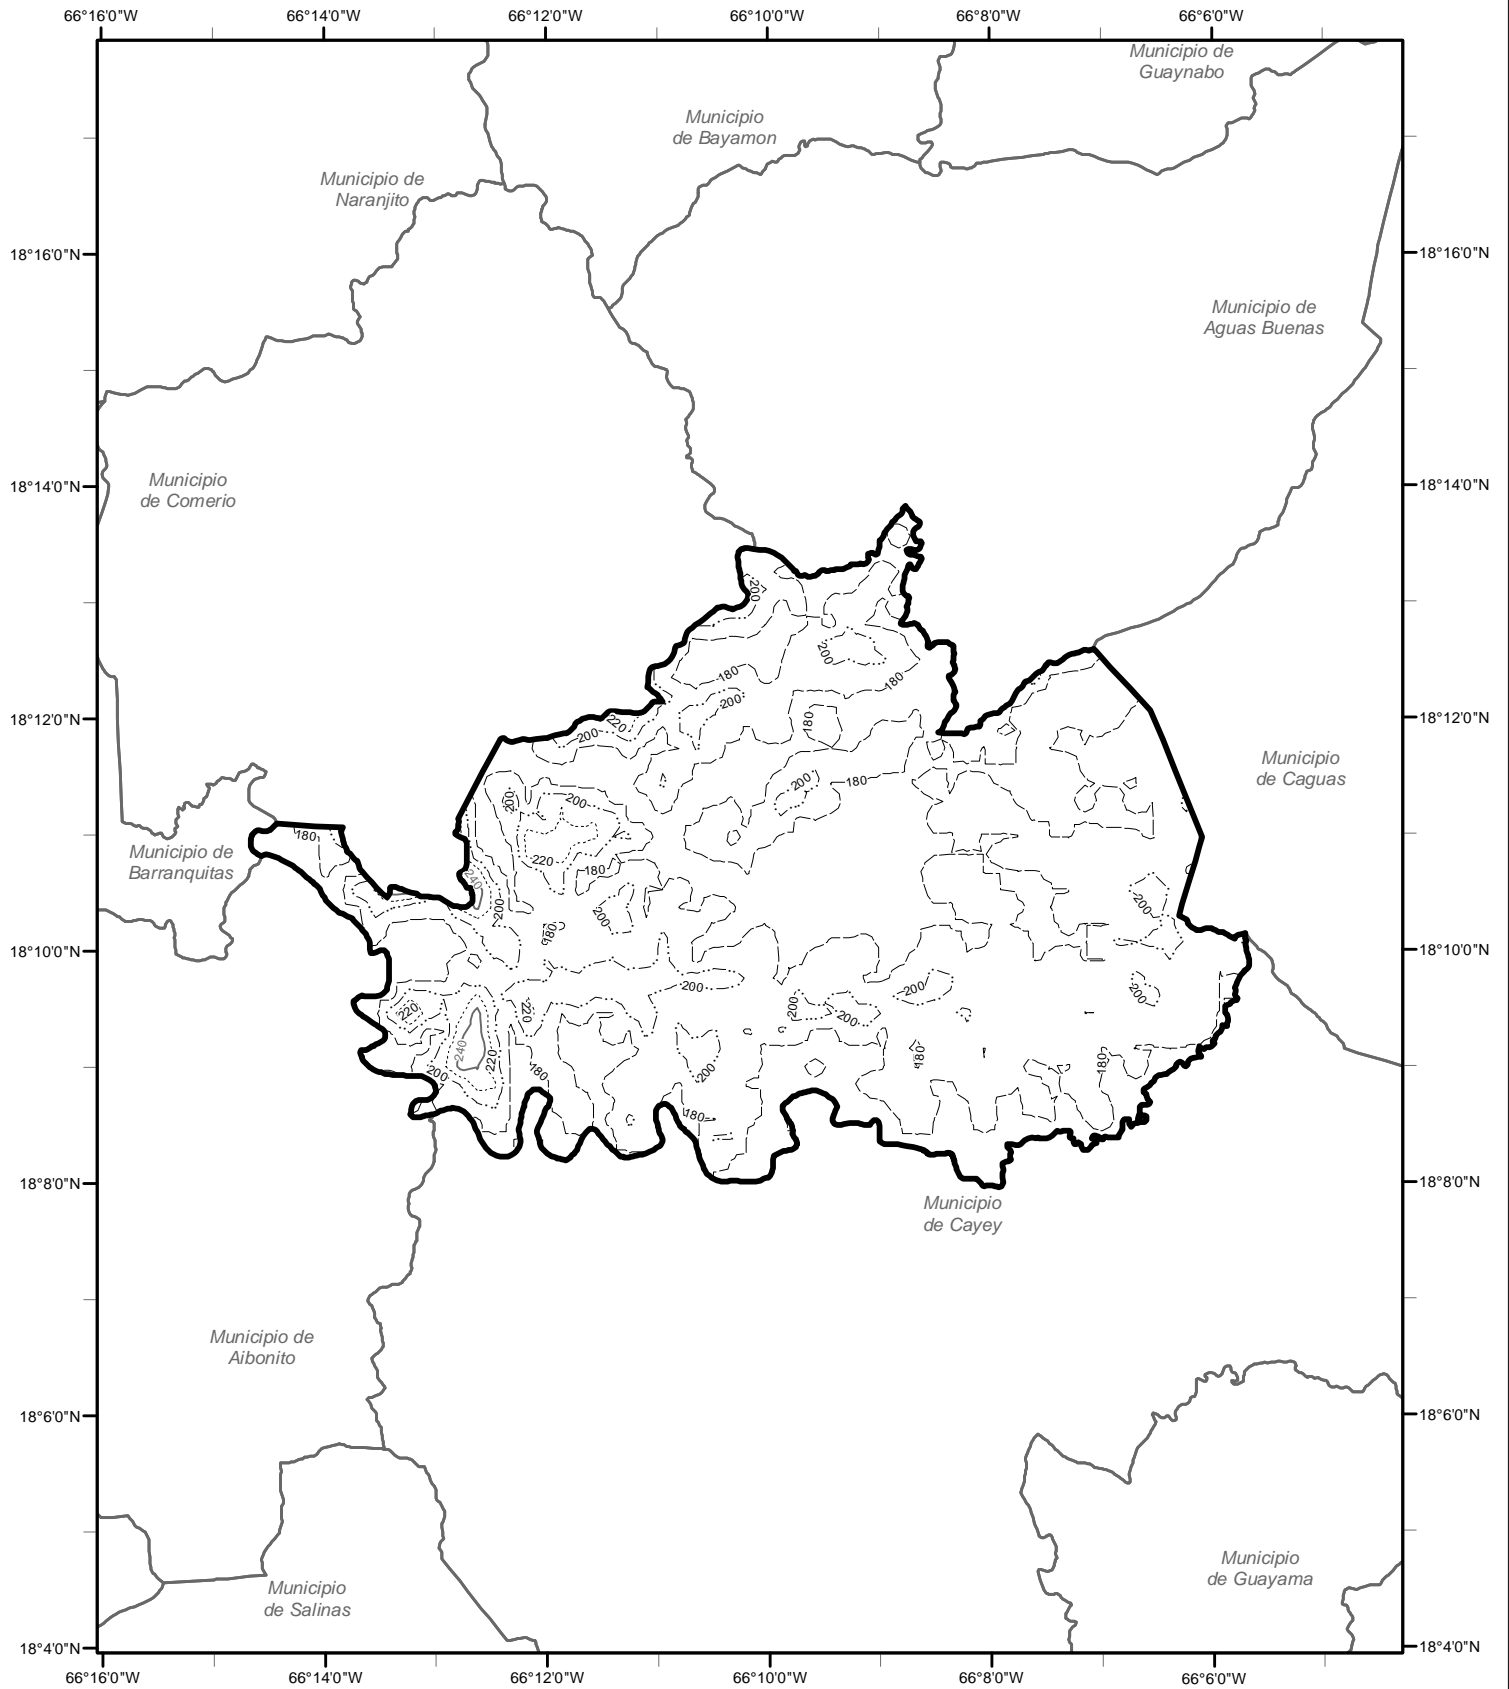 66°16'0"W 66°14'0"W 66°12'0"W 66°10'0"W 66°8'0"W 66°6'0"W
Municipio de
Guaynabo
Municipio
de Bayamon
Municipio de
Naranjito
18°16'0"N 18°16'0"N
Municipio de
Aguas Buenas
Municipio
de Comerio
18°14'0"N 18°14'0"N
200
200
180
180
200
18°12'0"N 220 180 18°12'0"N
200
Municipio
de Caguas
200 180
200 200
180
Municipio de
Barranquitas
220
180
240
200 200 200
180
18°10'0"N 18°10'0"N
200 200 200
220 220 200 200
240 220 180 180
200 180 200
180
18°8'0"N 18°8'0"N
Municipio
de Cayey
Municipio de
Aibonito
18°6'0"N 18°6'0"N
Municipio
de Guayama
Municipio
de Salinas
18°4'0"N 18°4'0"N
66°16'0"W 66°14'0"W 66°12'0"W 66°10'0"W 66°8'0"W 66°6'0"W